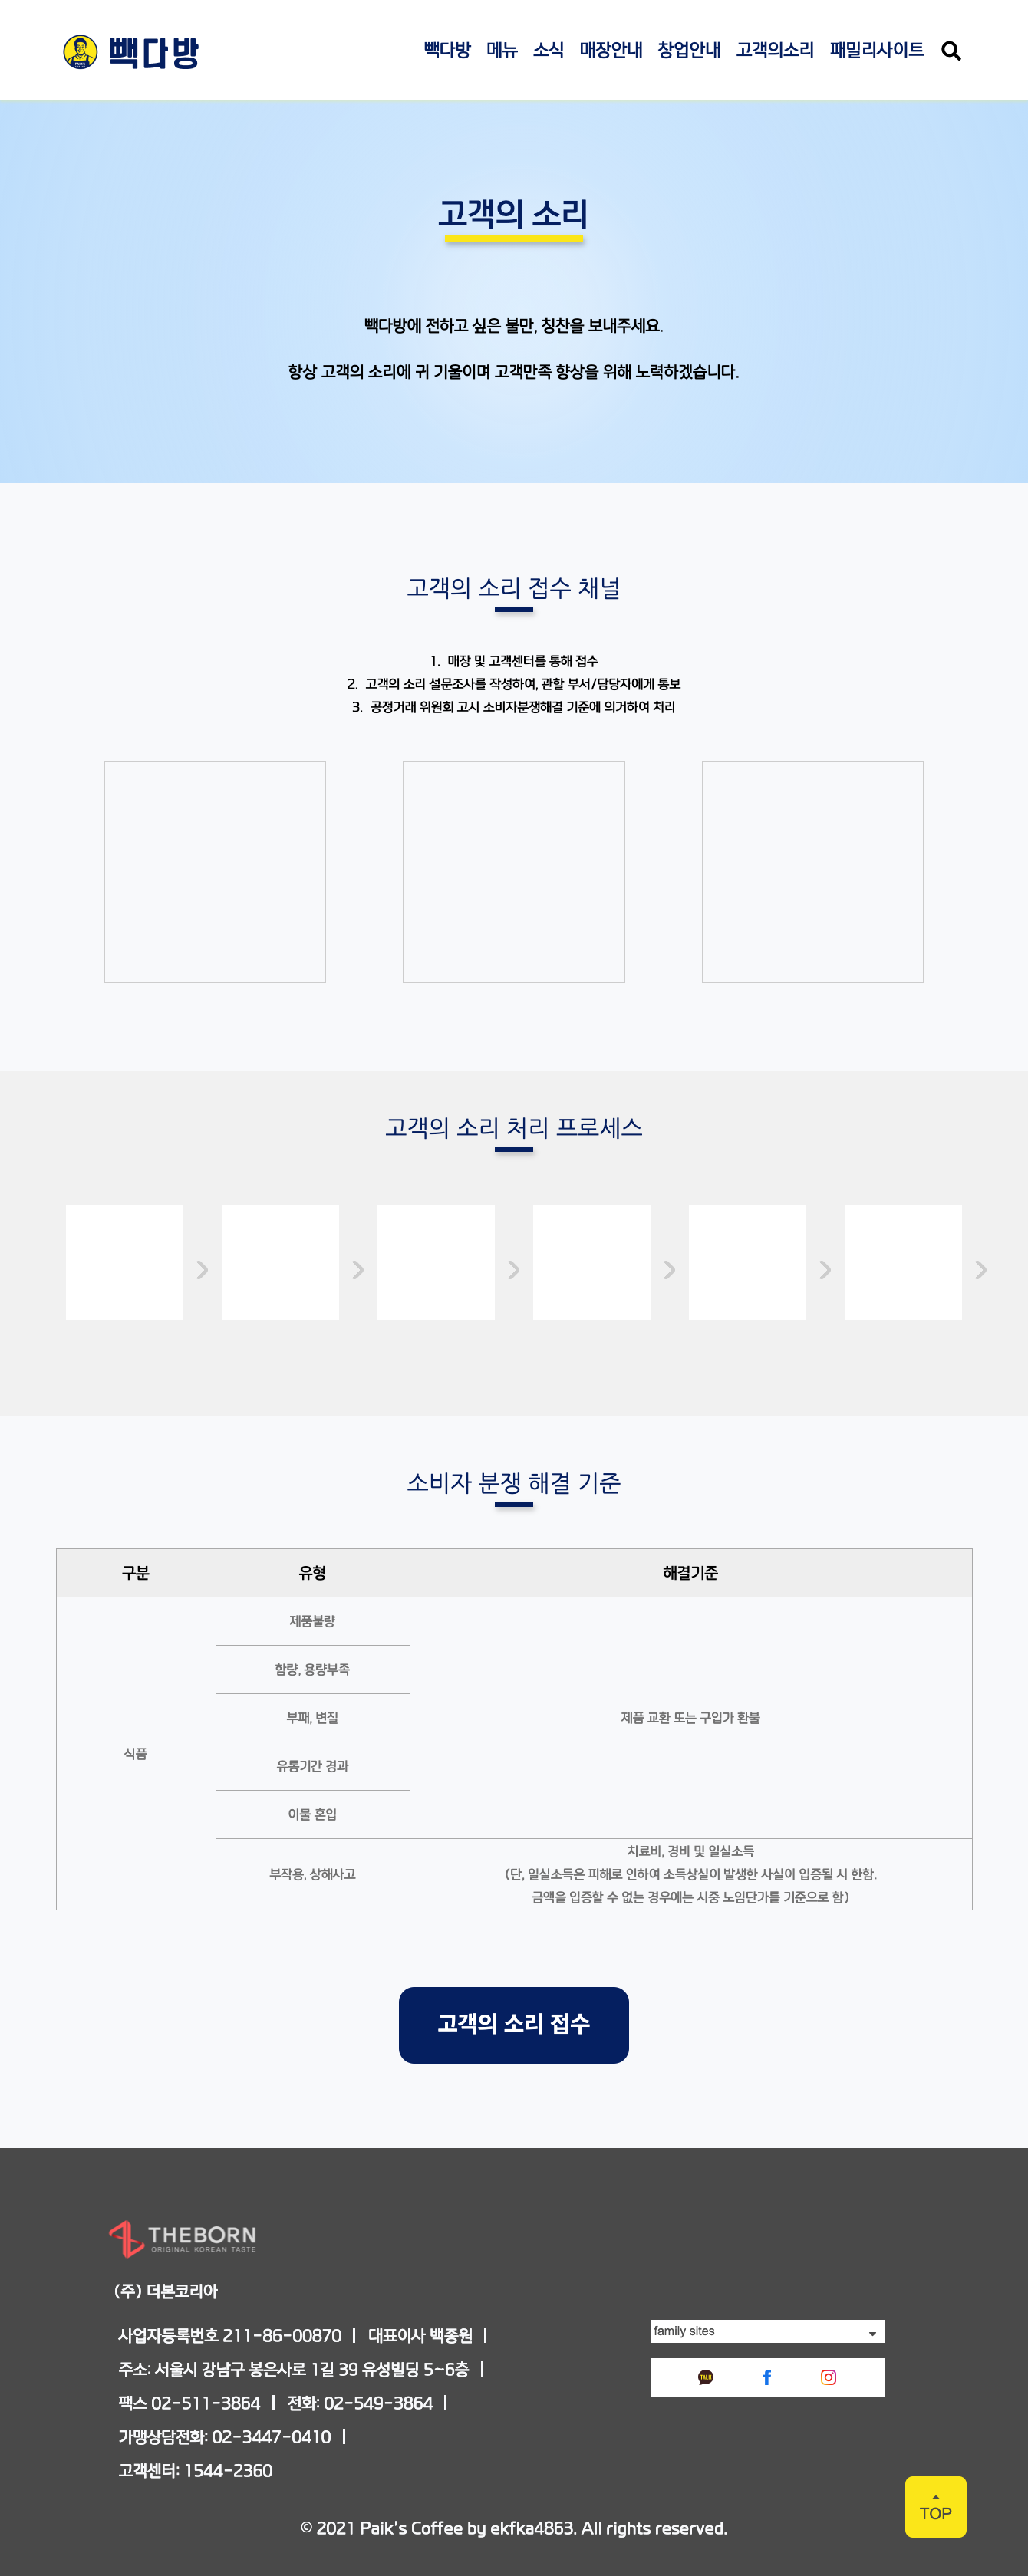 빽다방
빽다방 메뉴 소식 매장안내 창업안내 고객의소리 패밀리사이트
고객의 소리
빽다방에 전하고 싶은 불만, 칭찬을 보내주세요.
항상 고객의 소리에 귀 기울이며 고객만족 향상을 위해 노력하겠습니다.
고객의 소리 접수 채널
1. 매장 및 고객센터를 통해 접수
2. 고객의 소리 설문조사를 작성하여, 관할 부서/담당자에게 통보
3. 공정거래 위원회 고시 소비자분쟁해결 기준에 의거하여 처리
고객의 소리 처리 프로세스
소비자 분쟁 해결 기준
구분 유형 해결기준
제품불량
함량, 용량부족
부패, 변질
제품 교환 또는 구입가 환불
식품
유통기간 경과
이물 혼입
부작용, 상해사고
치료비, 경비 및 일실소득
(단, 일실소득은 피해로 인하여 소득상실이 발생한 사실이 입증될 시 한함.
금액을 입증할 수 없는 경우에는 시중 노임단가를 기준으로 함)
고객의 소리 접수
THEBORN
ORIGINAL KOREAN TASTE
(주) 더본코리아
사업자등록번호 211-86-00870 | 대표이사 백종원 |
주소: 서울시 강남구 봉은사로 1길 39 유성빌딩 5~6층 |
팩스 02-511-3864 | 전화: 02-549-3864 |
가맹상담전화: 02-3447-0410 |
고객센터: 1544-2360
family sites
TALK
TOP
© 2021 Paik's Coffee by ekfka4863. All rights reserved.